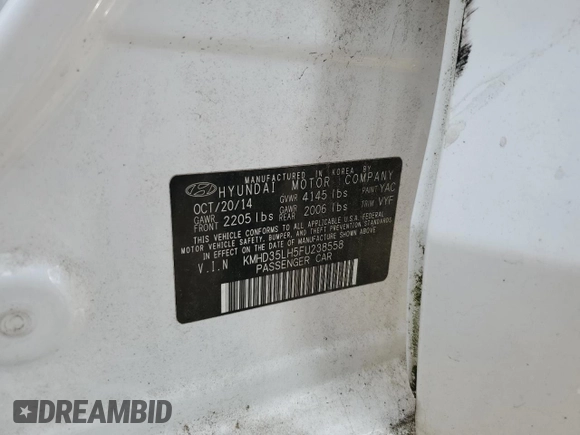 MANUFACTURED IN KOREA BY
HYUNDAI MOTOR COMPANY
OCT/20/14 GVWR 4145 lbs PAINT YAC
GAWR FRONT 2205 lbs GAWR REAR 2006 lbs TRIM VYF
THIS VEHICLE CONFORMS TO ALL APPLICABLE U.S.A FEDERAL
MOTOR VEHICLE SAFETY, BUMPER, AND THEFT PREVENTION STANDARDS
IN EFFECT ON THE DATE OF MANUFACTURE SHOWN ABOVE.
V.I.N KMHD35LH5FU238558
PASSENGER CAR
DREAMBID